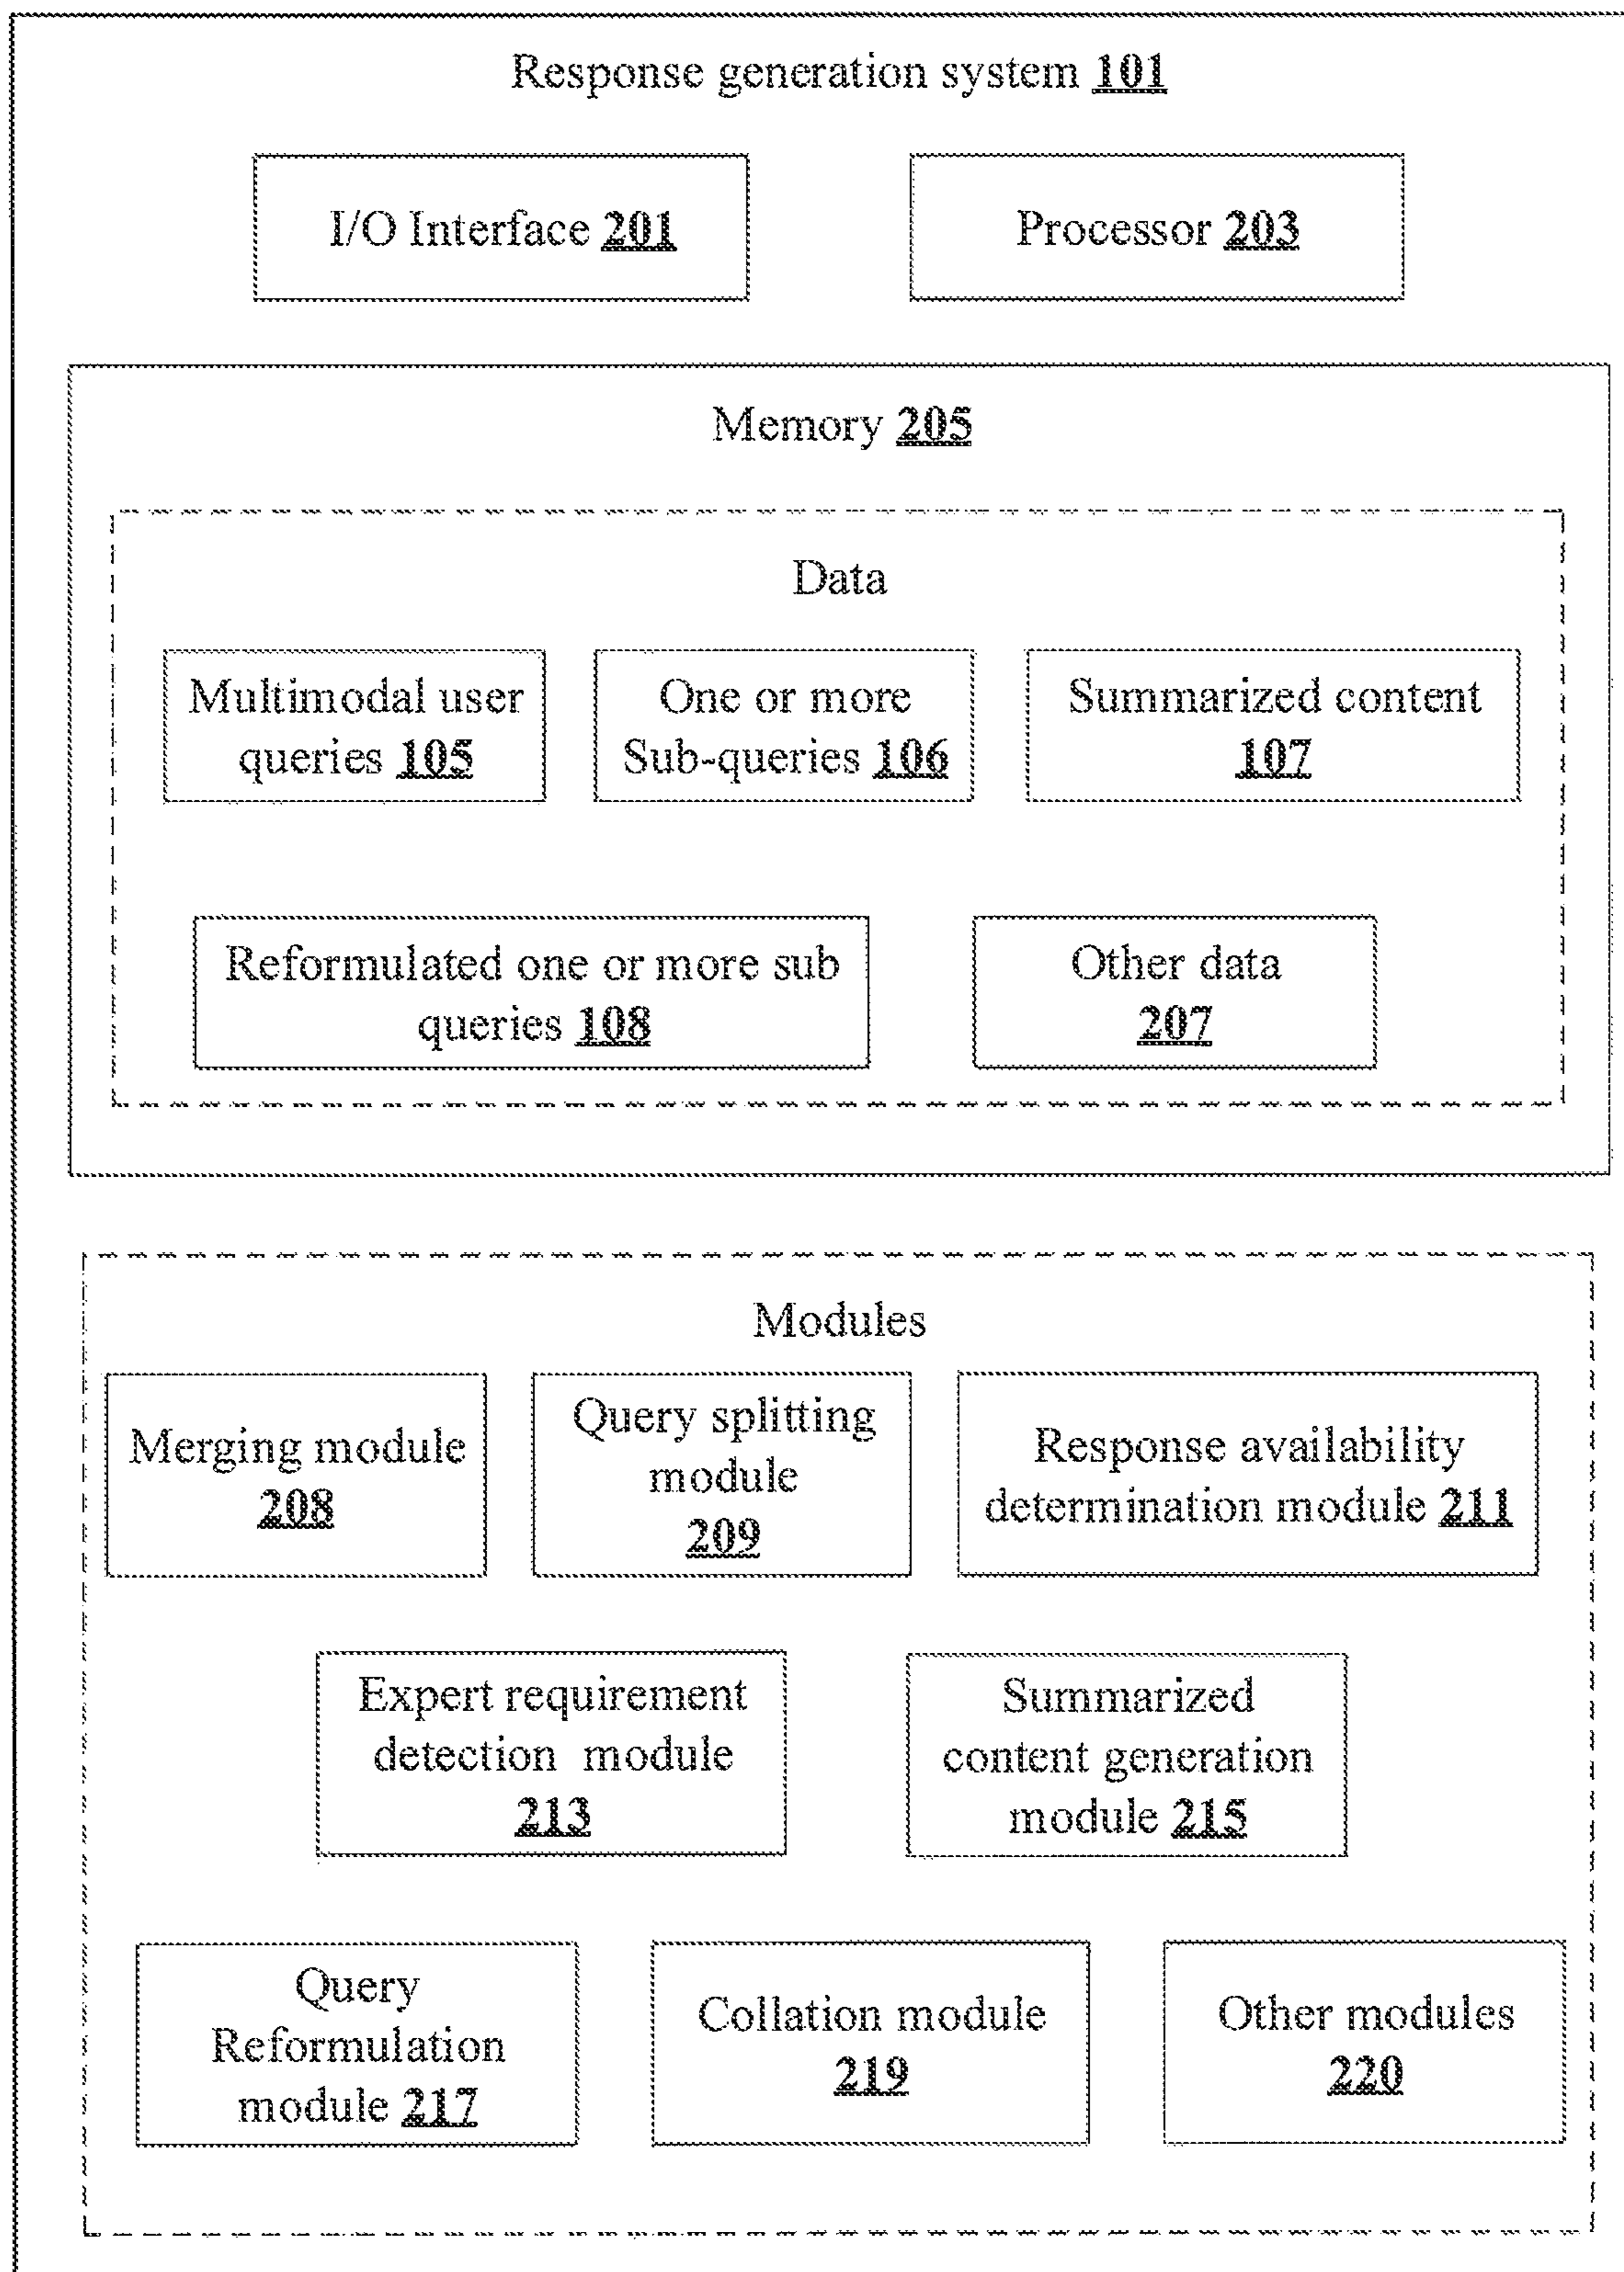 Response generation system 101
I/O Interface 201
Processor 203
Memory 205
Data
Multimodal user
queries 105
One or more
Sub-queries 106
Summarized content
107
Reformulated one or more sub
queries 108
Other data
207
Modules
Merging module
208
Query splitting
module
209
Response availability
determination module 211
Expert requirement
detection module
213
Summarized
content generation
module 215
Query
Reformulation
module 217
Collation module
219
Other modules
220